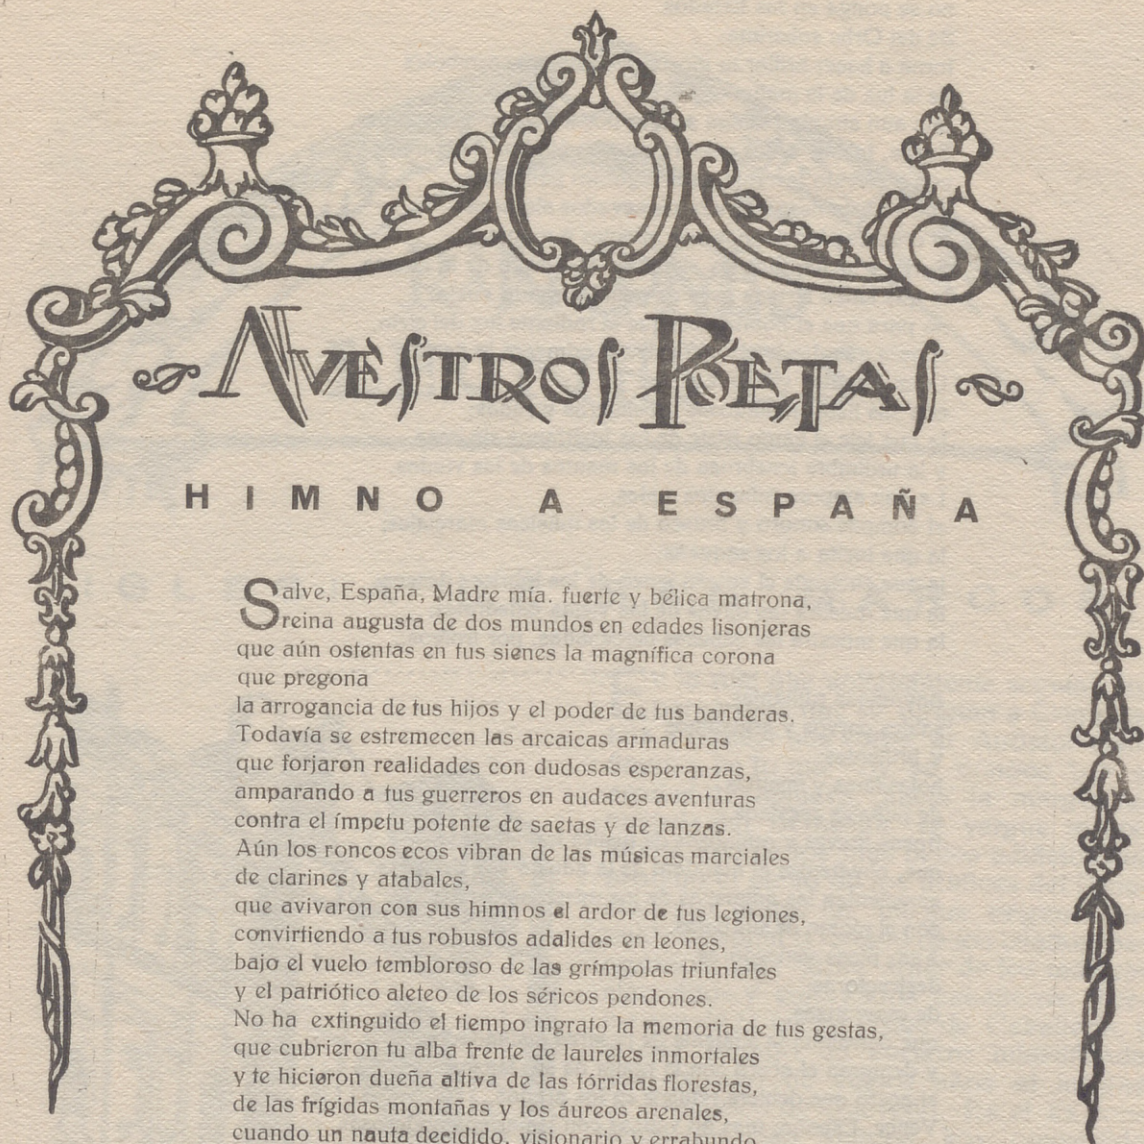 NUESTROS POETAS
HIMNO A ESPAÑA
Salve, España, Madre mía. fuerte y bélica matrona,
reina augusta de dos mundos en edades lisonjeras
que aún ostentas en tus sienes la magnífica corona
que pregona
la arrogancia de tus hijos y el poder de tus banderas.
Todavía se estremecen las arcaicas armaduras
que forjaron realidades con dudosas esperanzas,
amparando a tus guerreros en audaces aventuras
contra el ímpetu potente de saetas y de lanzas.
Aún los roncos ecos vibran de las músicas marciales
de clarines y atabales,
que avivaron con sus himnos el ardor de tus legiones,
convirtiendo a tus robustos adalides en leones,
bajo el vuelo tembloroso de las grímpolas triunfales
y el patriótico aleteo de los séricos pendones.
No ha extinguido el tiempo ingrato la memoria de tus gestas,
que cubrieron tu alba frente de laureles inmortales
y te hicieron dueña altiva de las tórridas florestas,
de las frígidas montañas y los áureos arenales,
cuando un nauta decidido, visionario y errabundo